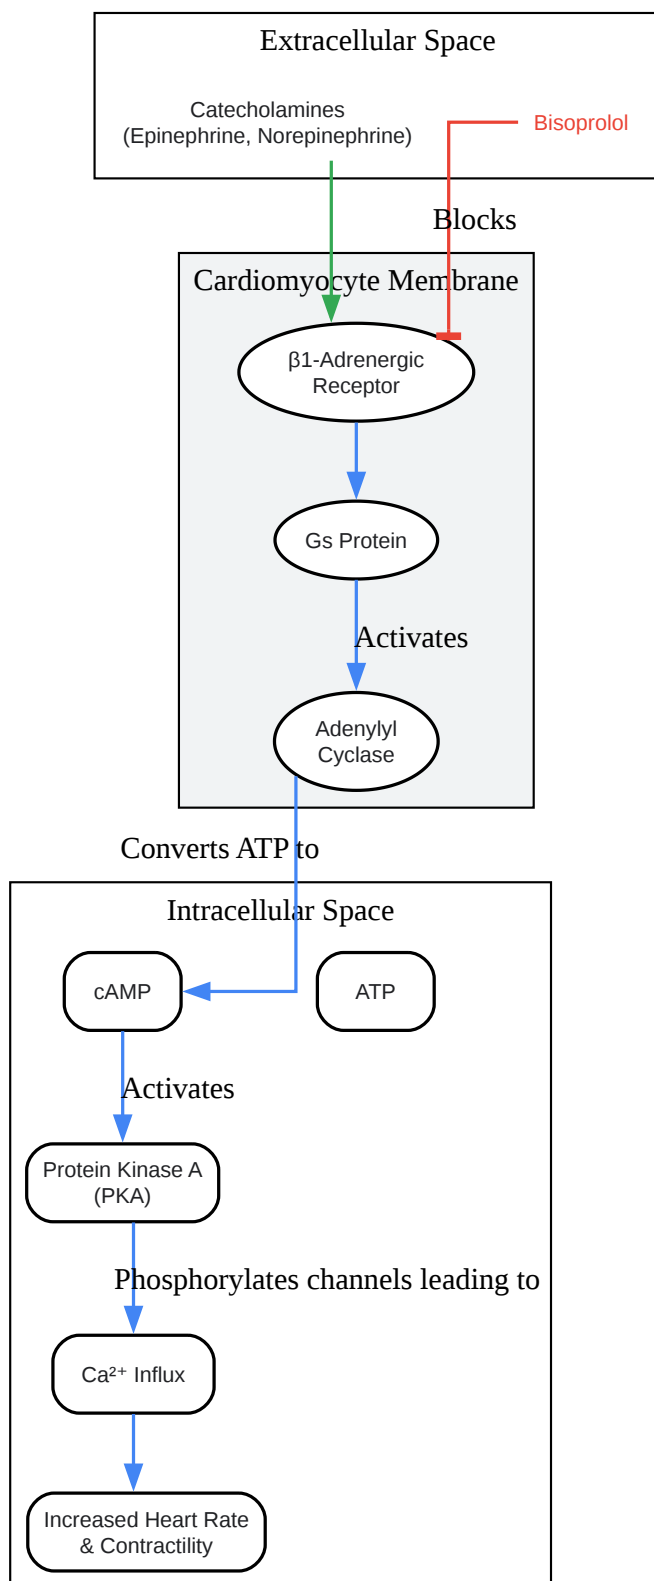 Extracellular Space
Catecholamines
(Epinephrine, Norepinephrine)
Bisoprolol
Blocks
Cardiomyocyte Membrane
β1-Adrenergic
Receptor
Gs Protein
Activates
Adenylyl
Cyclase
Converts ATP to
Intracellular Space
cAMP
ATP
Activates
Protein Kinase A
(PKA)
Phosphorylates channels leading to
Ca²⁺ Influx
Increased Heart Rate
& Contractility